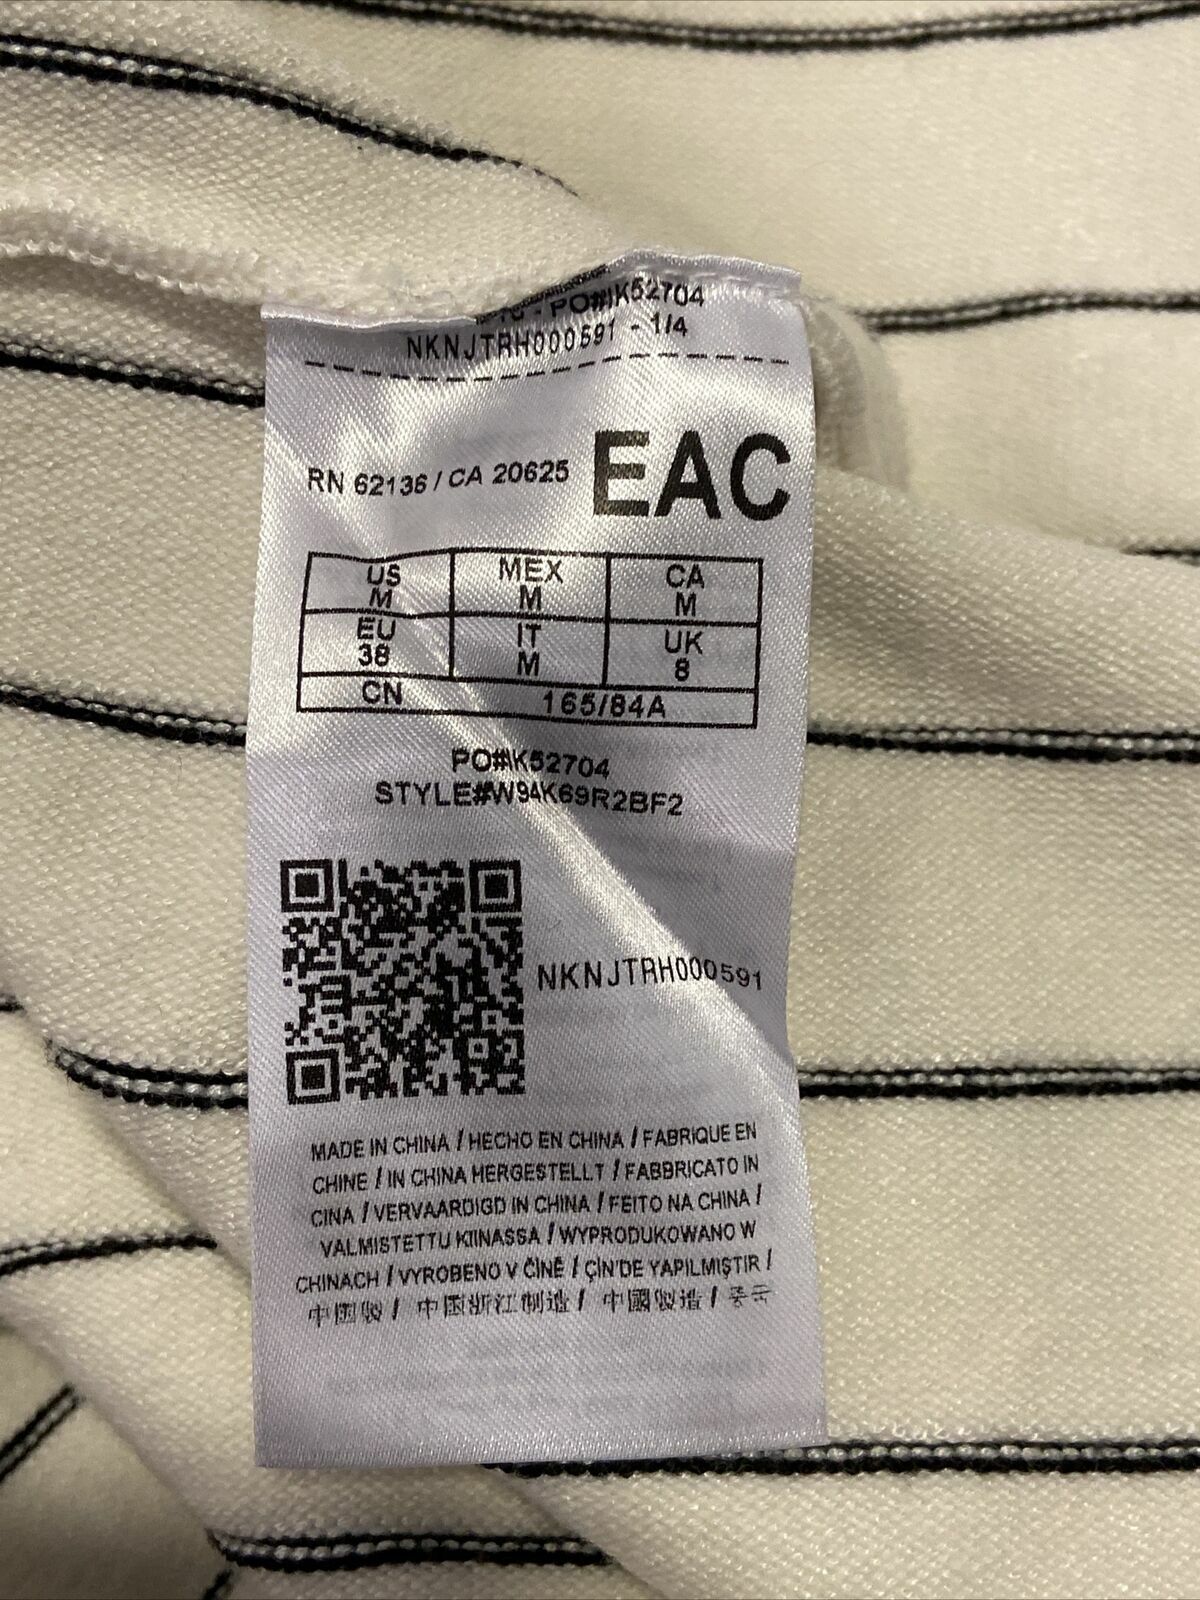 PO#IK52704
NKNJTRH000591 - 1/4
RN 62136 / CA 20625
EAC
US MEX CA
M M M
EU IT UK
38 M 8
CN 165/84A
PO#IK52704
STYLE#W94K69R2BF2
NKNJTRH000591
MADE IN CHINA / HECHO EN CHINA / FABRIQUE EN
CHINE / IN CHINA HERGESTELLT / FABBRICATO IN
CINA / VERVAARDIGD IN CHINA / FEITO NA CHINA /
VALMISTETTU KIINASSA / WYPRODUKOWANO W
CHINACH / VYROBENO V ČÍNĚ / ÇİN'DE YAPILMIŞTIR /
中国製 / 中国浙江制造 / 中國製造 / 중국